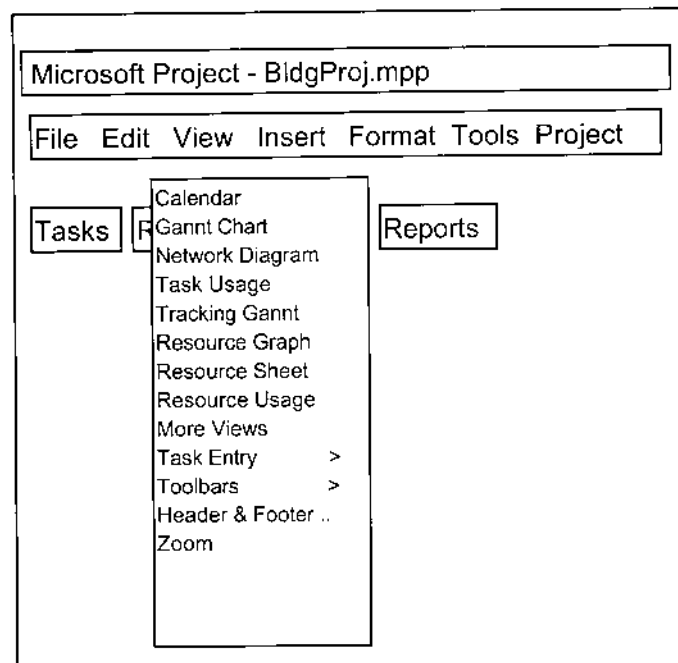 Microsoft Project - BldgProj.mpp
File Edit View Insert Format Tools Project
Tasks
Reports
Calendar
Gannt Chart
Network Diagram
Task Usage
Tracking Gannt
Resource Graph
Resource Sheet
Resource Usage
More Views
Task Entry >
Toolbars >
Header & Footer ..
Zoom